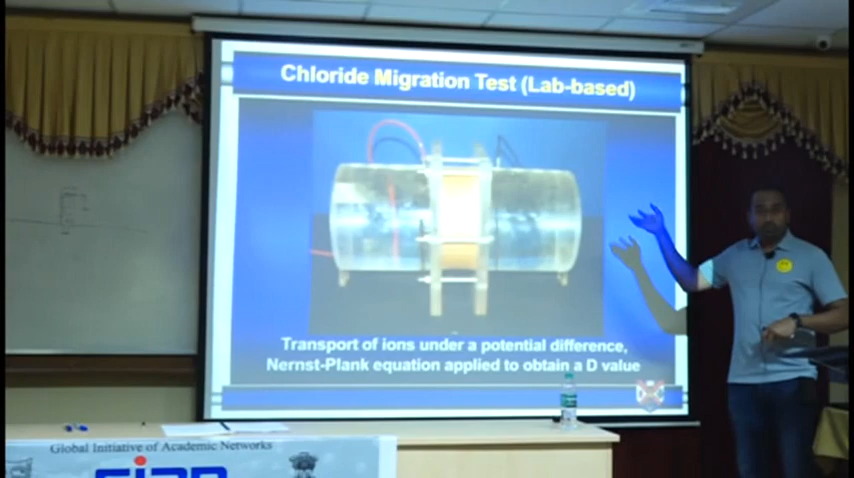 Chloride Migration Test (Lab-based)
Transport of ions under a potential difference,
Nernst-Plank equation applied to obtain a D value
Global Initiative of Academic Networks